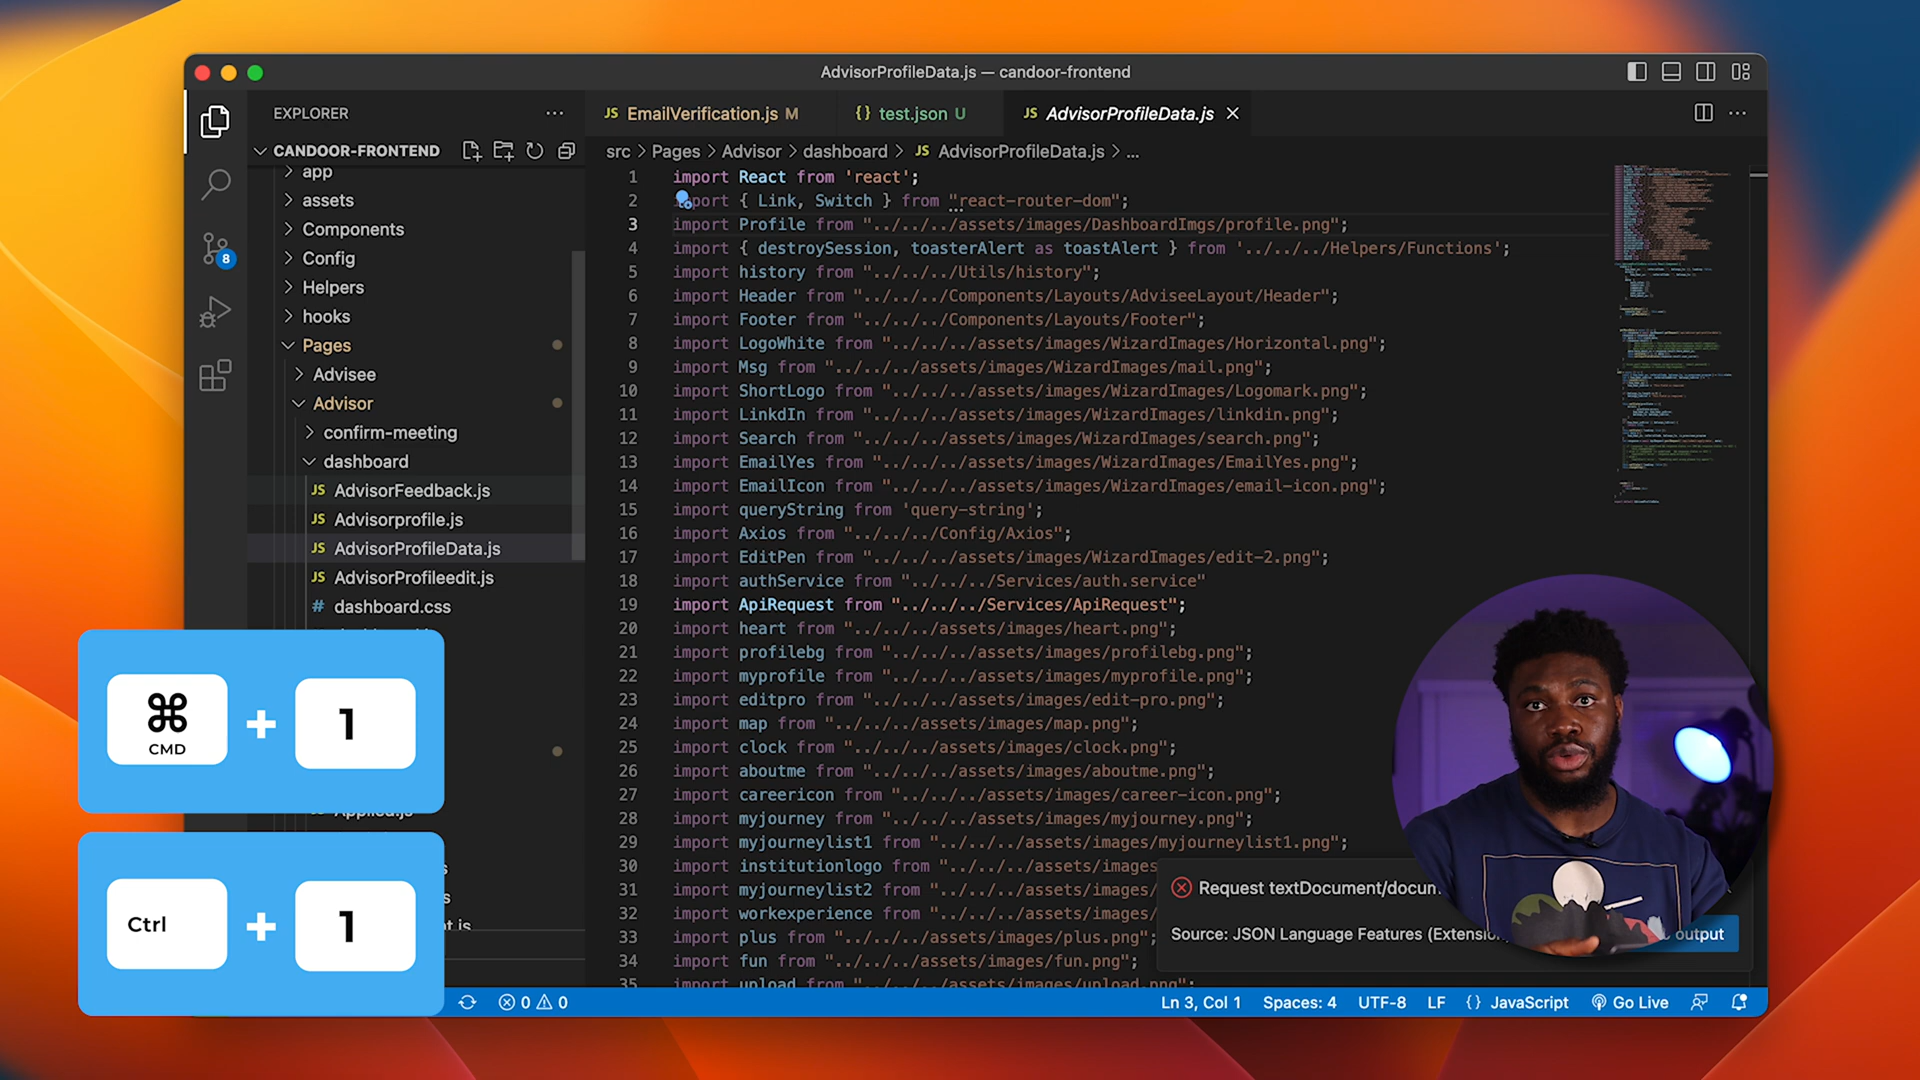 AdvisorProfileData.js — candoor-frontend
EXPLORER
JS EmailVerification.js M
{} test.json U
JS AdvisorProfileData.js
CANDOOR-FRONTEND
src > Pages > Advisor > dashboard > JS AdvisorProfileData.js > ...
app
assets
Components
Config
Helpers
hooks
Pages
Advisee
Advisor
confirm-meeting
dashboard
JS AdvisorFeedback.js
JS Advisorprofile.js
JS AdvisorProfileData.js
JS AdvisorProfileedit.js
# dashboard.css
Applied.js
8
1 import React from 'react';
2 import { Link, Switch } from "react-router-dom";
3 import Profile from "../../../assets/images/DashboardImgs/profile.png";
4 import { destroySession, toasterAlert as toastAlert } from '../../../Helpers/Functions';
5 import history from "../../../Utils/history";
6 import Header from "../../../Components/Layouts/AdviseeLayout/Header";
7 import Footer from "../../../Components/Layouts/Footer";
8 import LogoWhite from "../../../assets/images/WizardImages/Horizontal.png";
9 import Msg from "../../../assets/images/WizardImages/mail.png";
10 import ShortLogo from "../../../assets/images/WizardImages/Logomark.png";
11 import LinkdIn from "../../../assets/images/WizardImages/linkdin.png";
12 import Search from "../../../assets/images/WizardImages/search.png";
13 import EmailYes from "../../../assets/images/WizardImages/EmailYes.png";
14 import EmailIcon from "../../../assets/images/WizardImages/email-icon.png";
15 import queryString from 'query-string';
16 import Axios from "../../../Config/Axios";
17 import EditPen from "../../../assets/images/WizardImages/edit-2.png";
18 import authService from "../../../Services/auth.service"
19 import ApiRequest from "../../../Services/ApiRequest";
20 import heart from "../../../assets/images/heart.png";
21 import profilebg from "../../../assets/images/profilebg.png";
22 import myprofile from "../../../assets/images/myprofile.png";
23 import editpro from "../../../assets/images/edit-pro.png";
24 import map from "../../../assets/images/map.png";
25 import clock from "../../../assets/images/clock.png";
26 import aboutme from "../../../assets/images/aboutme.png";
27 import careericon from "../../../assets/images/career-icon.png";
28 import myjourney from "../../../assets/images/myjourney.png";
29 import myjourneylist1 from "../../../assets/images/myjourneylist1.png";
30 import institutionlogo from "../../../assets/images
31 import myjourneylist2 from "../../../assets/images/
32 import workexperience from "../../../assets/images/
33 import plus from "../../../assets/images/plus.png";
34 import fun from "../../../assets/images/fun.png";
35 import upload from "../../../assets/images/upload.png";
Request textDocument/docum
Source: JSON Language Features (Extension
output
⌘ CMD + 1
Ctrl + 1
0 0
Ln 3, Col 1 Spaces: 4 UTF-8 LF {} JavaScript Go Live